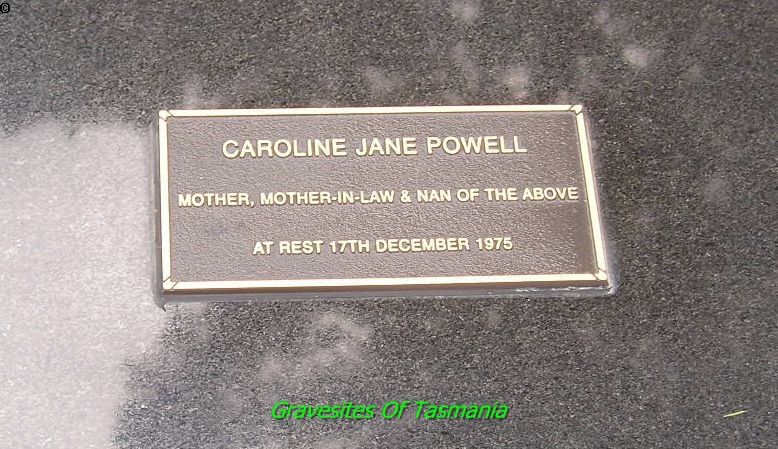 ©
CAROLINE JANE POWELL
MOTHER, MOTHER-IN-LAW & NAN OF THE ABOVE
AT REST 17TH DECEMBER 1975
Gravesites Of Tasmania